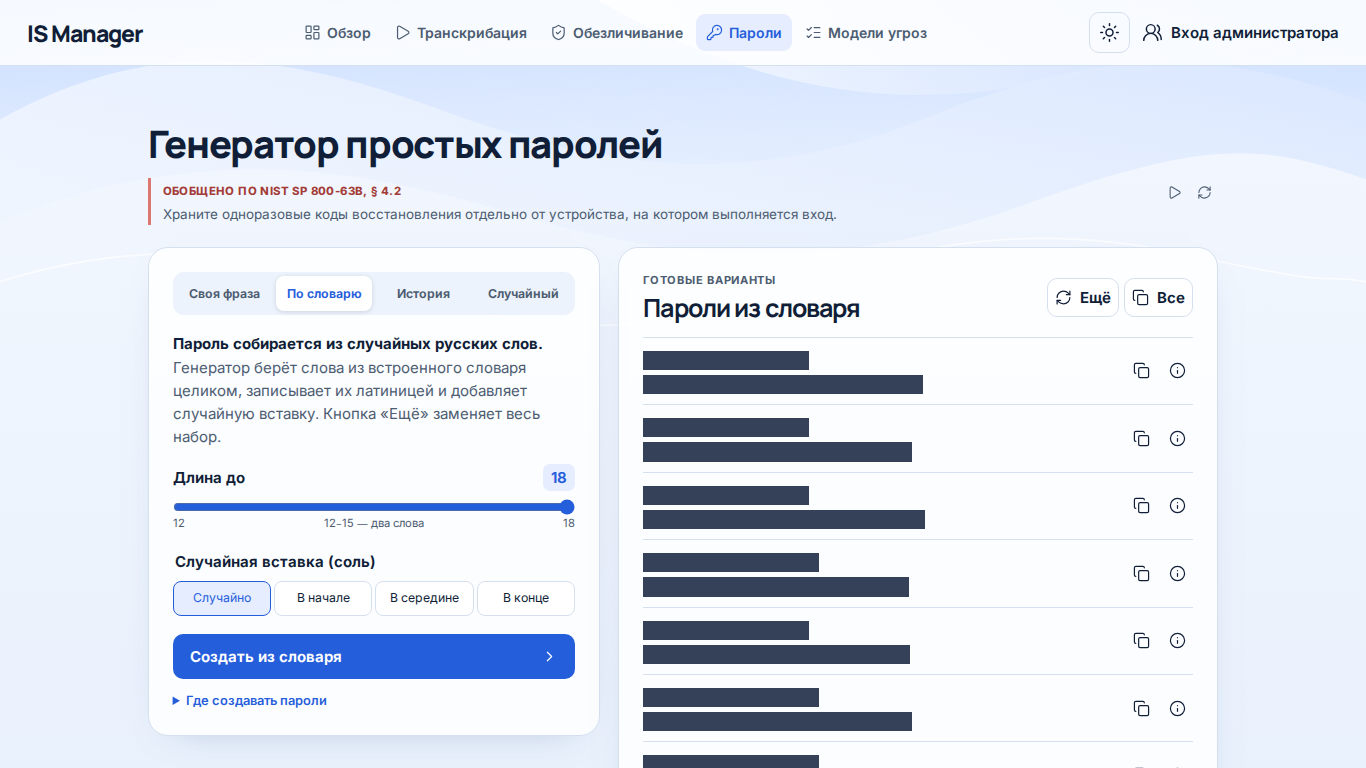 IS Manager
Обзор
Транскрибация
Обезличивание
Пароли
Модели угроз
Вход администратора
Генератор простых паролей
ОБОБЩЕНО ПО NIST SP 800-63B, § 4.2
Храните одноразовые коды восстановления отдельно от устройства, на котором выполняется вход.
Своя фраза
По словарю
История
Случайный
Пароль собирается из случайных русских слов.
Генератор берёт слова из встроенного словаря
целиком, записывает их латиницей и добавляет
случайную вставку. Кнопка «Ещё» заменяет весь
набор.
Длина до
18
12
12–15 — два слова
18
Случайная вставка (соль)
Случайно
В начале
В середине
В конце
Создать из словаря
Где создавать пароли
ГОТОВЫЕ ВАРИАНТЫ
Пароли из словаря
Ещё
Все